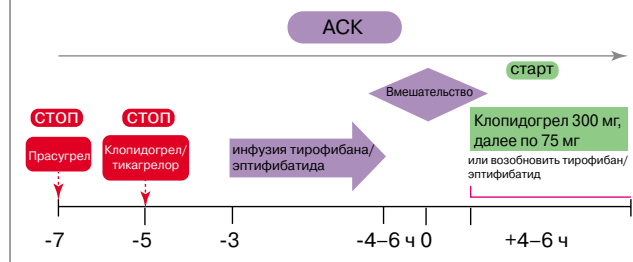 АСК
старт
Вмешательство
СТОП
СТОП
Прасугрел
Клопидогрел/
тикагрелор
инфузия тирофибана/
эптифибатида
Клопидогрел 300 мг,
далее по 75 мг
или возобновить тирофибан/
эптифибатид
-7
-5
-3
-4–6 ч
0
+4–6 ч